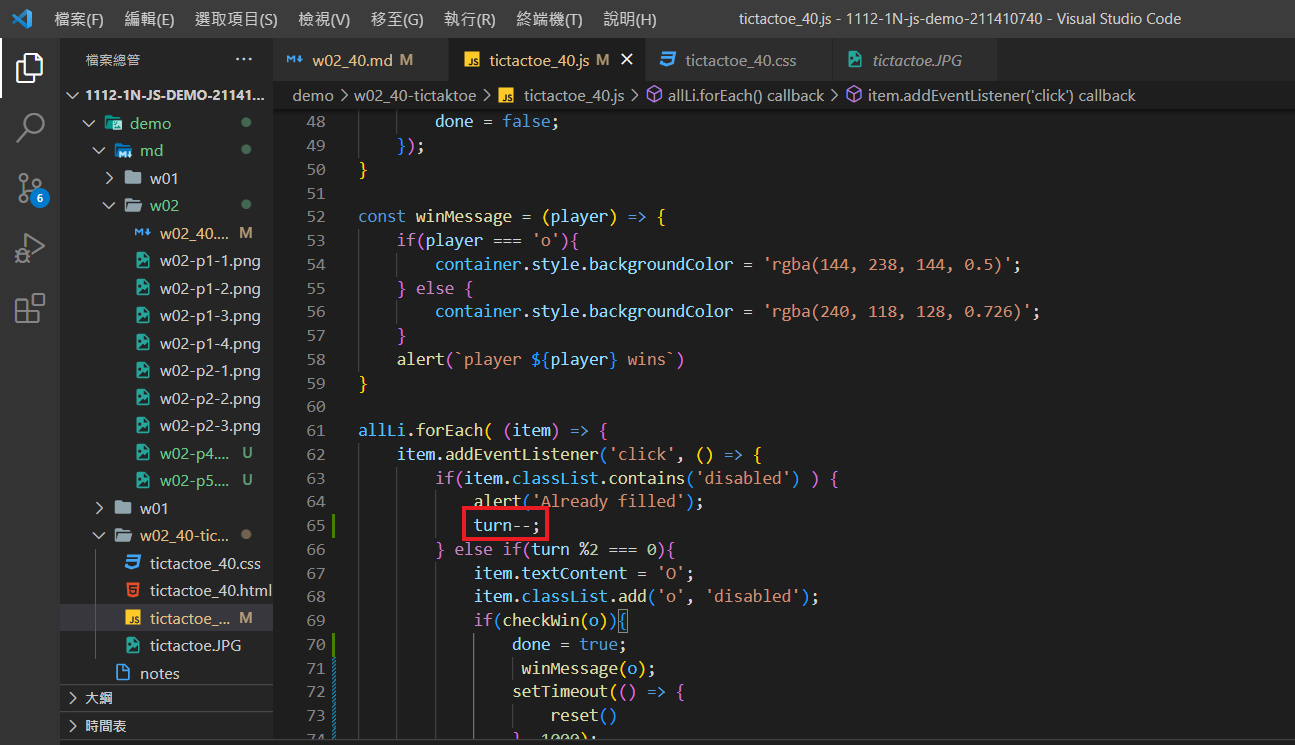 檔案(F) 編輯(E) 選取項目(S) 檢視(V) 移至(G) 執行(R) 終端機(T) 說明(H) tictactoe_40.js - 1112-1N-js-demo-211410740 - Visual Studio Code
檔案總管 ···
w02_40.md M tictactoe_40.js M tictactoe_40.css tictactoe.JPG
demo > w02_40-tictaktoe > JS tictactoe_40.js > allLi.forEach() callback > item.addEventListener('click') callback
1112-1N-JS-DEMO-21141...
demo
md
w01
w02
w02_40.... M
w02-p1-1.png
w02-p1-2.png
w02-p1-3.png
w02-p1-4.png
w02-p2-1.png
w02-p2-2.png
w02-p2-3.png
w02-p4.... U
w02-p5.... U
w01
w02_40-tic...
tictactoe_40.css
tictactoe_40.html
JS tictactoe_... M
tictactoe.JPG
notes
大綱
時間表
6
48 done = false;
49 });
50 }
51
52 const winMessage = (player) => {
53 if(player === 'o'){
54 container.style.backgroundColor = 'rgba(144, 238, 144, 0.5)';
55 } else {
56 container.style.backgroundColor = 'rgba(240, 118, 128, 0.726)';
57 }
58 alert(`player ${player} wins`)
59 }
60
61 allLi.forEach( (item) => {
62 item.addEventListener('click', () => {
63 if(item.classList.contains('disabled') ) {
64 alert('Already filled');
65 turn--;
66 } else if(turn %2 === 0){
67 item.textContent = 'O';
68 item.classList.add('o', 'disabled');
69 if(checkWin(o)){
70 done = true;
71 winMessage(o);
72 setTimeout(() => {
73 reset()
74 }, 1000);